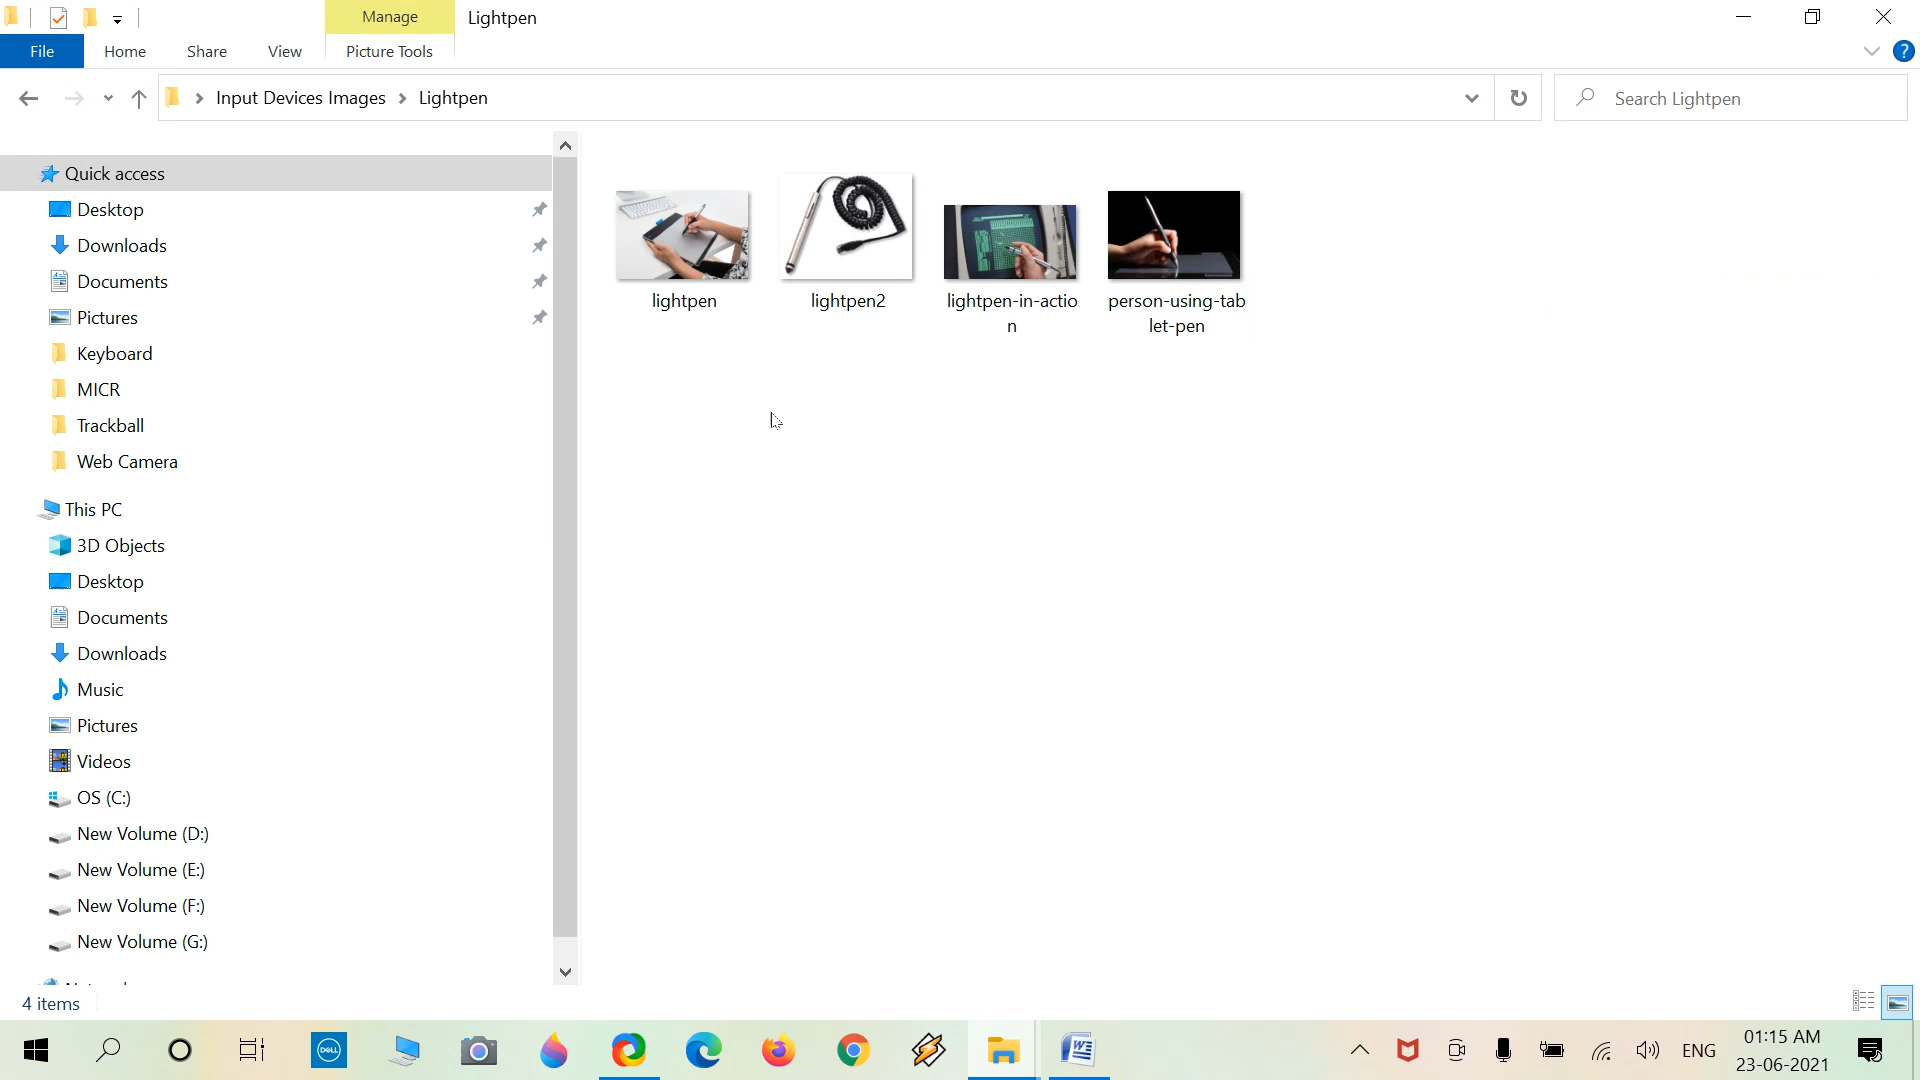 Manage
Lightpen
File
Home
Share
View
Picture Tools
?
Input Devices Images
Lightpen
Search Lightpen
Quick access
Desktop
Downloads
Documents
Pictures
Keyboard
MICR
Trackball
Web Camera
This PC
3D Objects
Desktop
Documents
Downloads
Music
Pictures
Videos
OS (C:)
New Volume (D:)
New Volume (E:)
New Volume (F:)
New Volume (G:)
lightpen
lightpen2
lightpen-in-actio
n
person-using-tab
let-pen
4 items
DELL
W
ENG
01:15 AM
23-06-2021